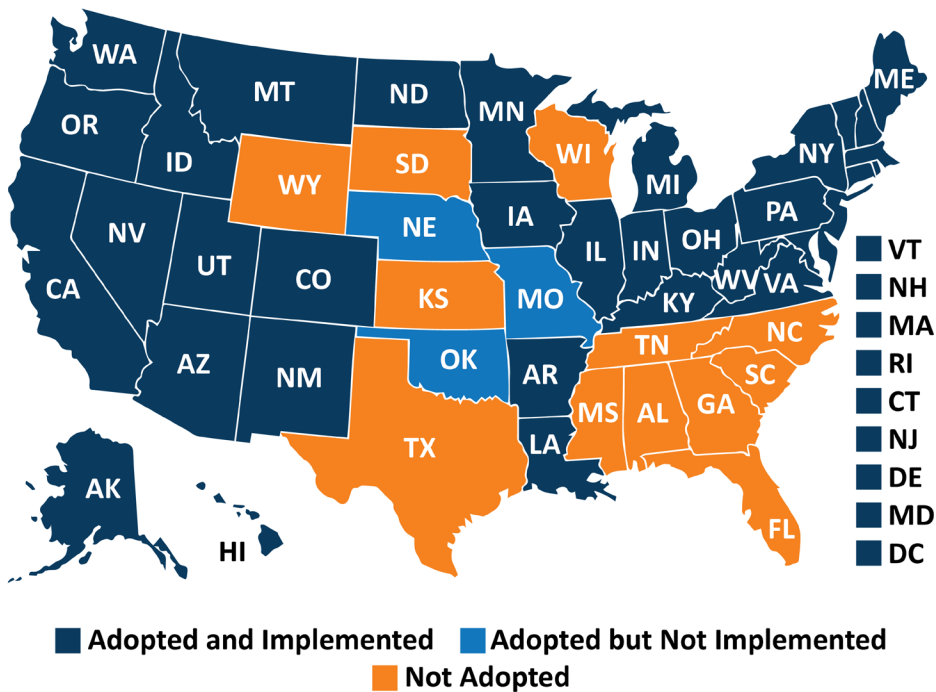 WA
MT
ND
MN
ME
OR
ID
SD
WI
NY
WY
MI
IA
PA
NV
NE
UT
CO
IL
IN
OH
VT
CA
KS
MO
WV
VA
NH
KY
MA
AZ
NM
OK
AR
TN
NC
RI
SC
CT
TX
MS
AL
GA
LA
NJ
AK
DE
FL
MD
HI
DC
Adopted and Implemented Adopted but Not Implemented
Not Adopted